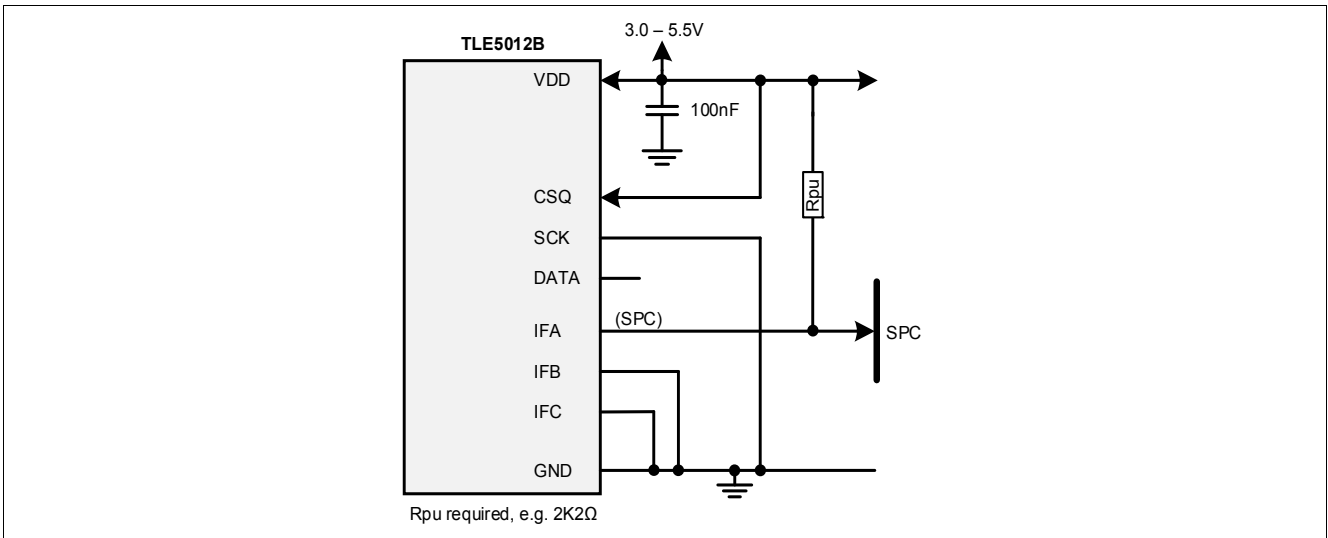 3.0 – 5.5V
TLE5012B
VDD
100nF
CSQ
Rpu
SCK
DATA
IFA
(SPC)
SPC
IFB
IFC
GND
Rpu required, e.g. 2K2Ω